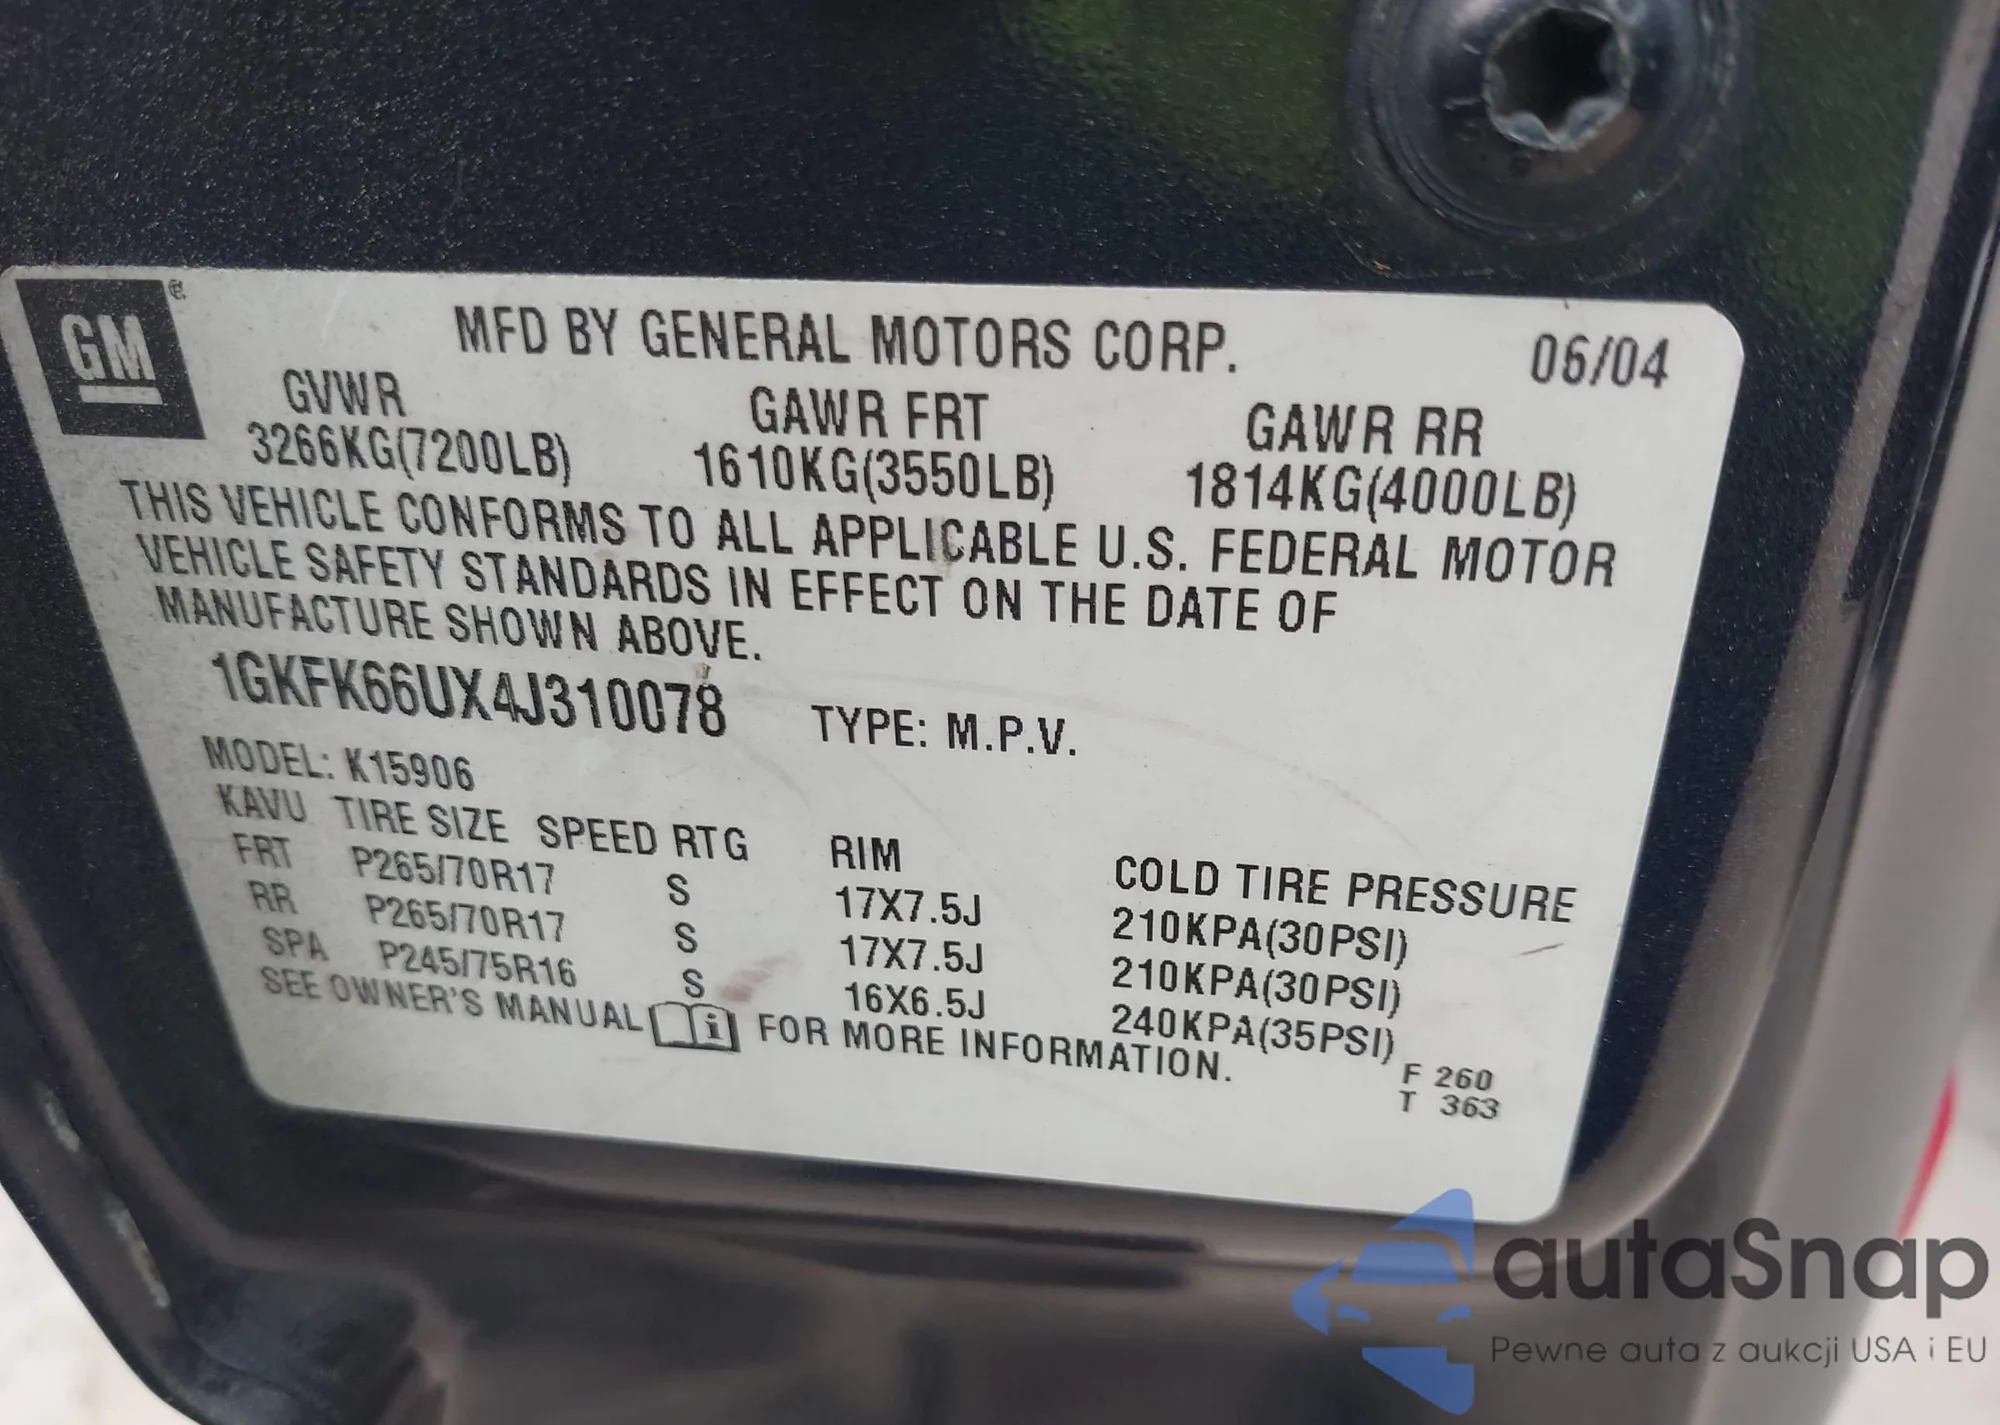 GM
MFD BY GENERAL MOTORS CORP. 06/04
GVWR GAWR FRT GAWR RR
3266KG(7200LB) 1610KG(3550LB) 1814KG(4000LB)
THIS VEHICLE CONFORMS TO ALL APPLICABLE U.S. FEDERAL MOTOR
VEHICLE SAFETY STANDARDS IN EFFECT ON THE DATE OF
MANUFACTURE SHOWN ABOVE.
1GKFK66UX4J310078 TYPE: M.P.V.
MODEL: K15906
KAVU TIRE SIZE SPEED RTG RIM COLD TIRE PRESSURE
FRT P265/70R17 S 17X7.5J 210KPA(30PSI)
RR P265/70R17 S 17X7.5J 210KPA(30PSI)
SPA P245/75R16 S 16X6.5J 240KPA(35PSI)
SEE OWNER'S MANUAL i FOR MORE INFORMATION.
F 260
T 363
autaSnap
Pewne auta z aukcji USA i EU